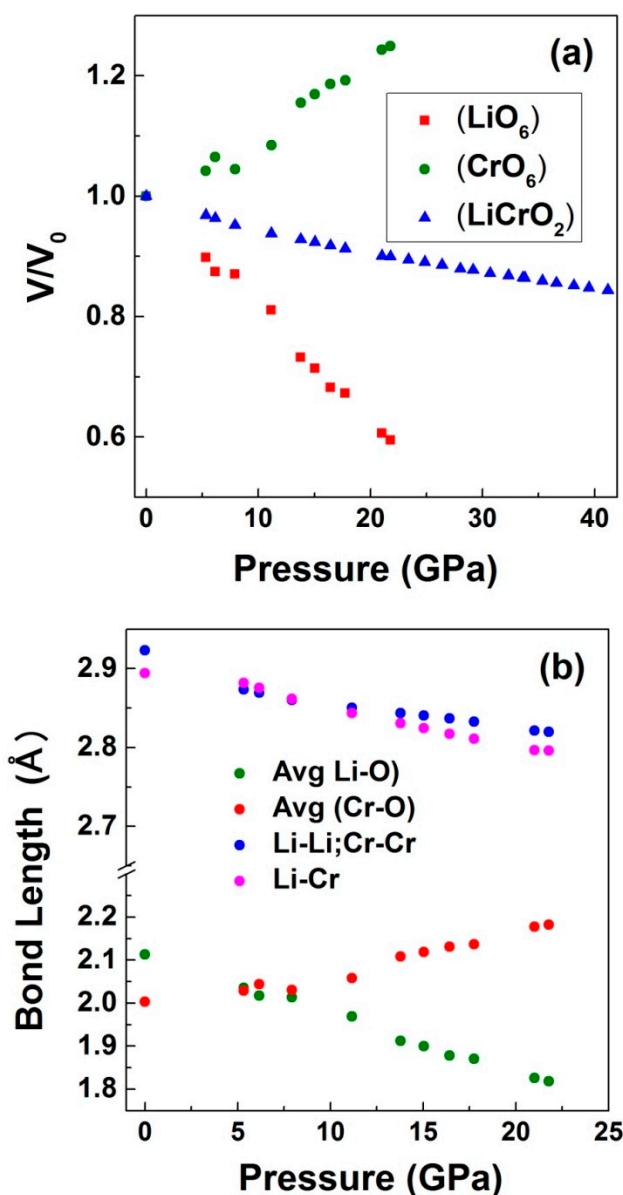 (a)
1.2
1.0
0.8
0.6
V/V₀
(LiO₆)
(CrO₆)
(LiCrO₂)
0 10 20 30 40
Pressure (GPa)
(b)
2.9
2.8
2.7
2.2
2.1
2.0
1.9
1.8
Bond Length (Å)
Avg Li-O)
Avg (Cr-O)
Li-Li;Cr-Cr
Li-Cr
0 5 10 15 20 25
Pressure (GPa)